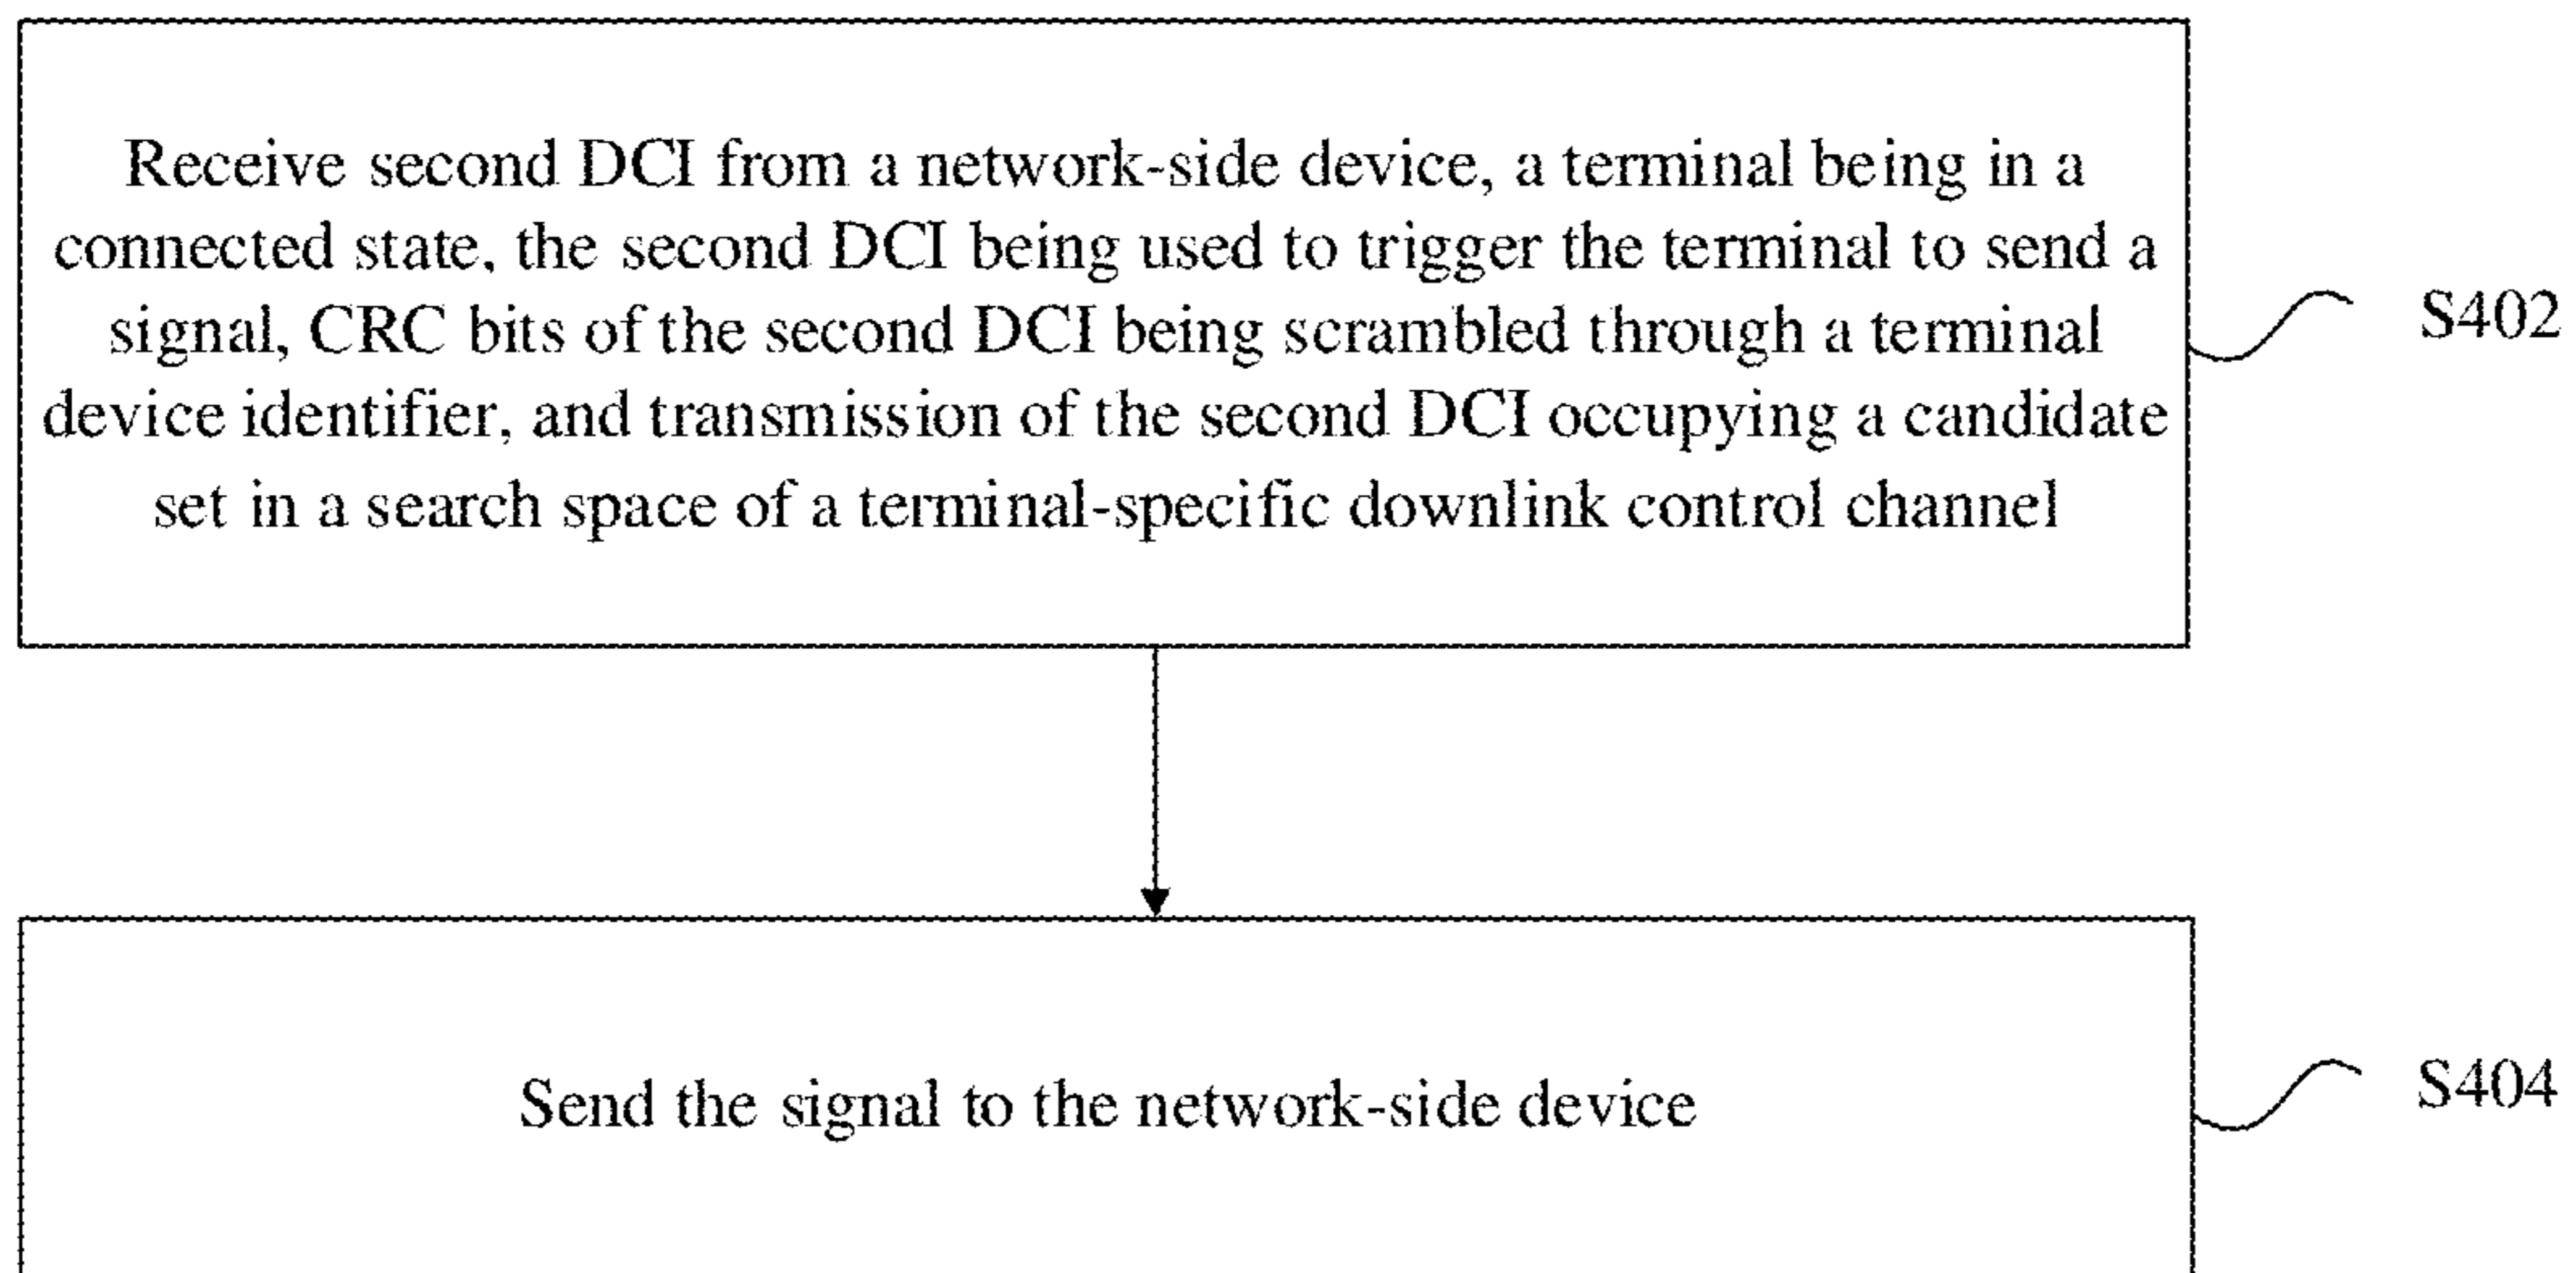 Receive second DCI from a network-side device, a terminal being in a
connected state, the second DCI being used to trigger the terminal to send a
signal, CRC bits of the second DCI being scrambled through a terminal
device identifier, and transmission of the second DCI occupying a candidate
set in a search space of a terminal-specific downlink control channel
S402
Send the signal to the network-side device
S404